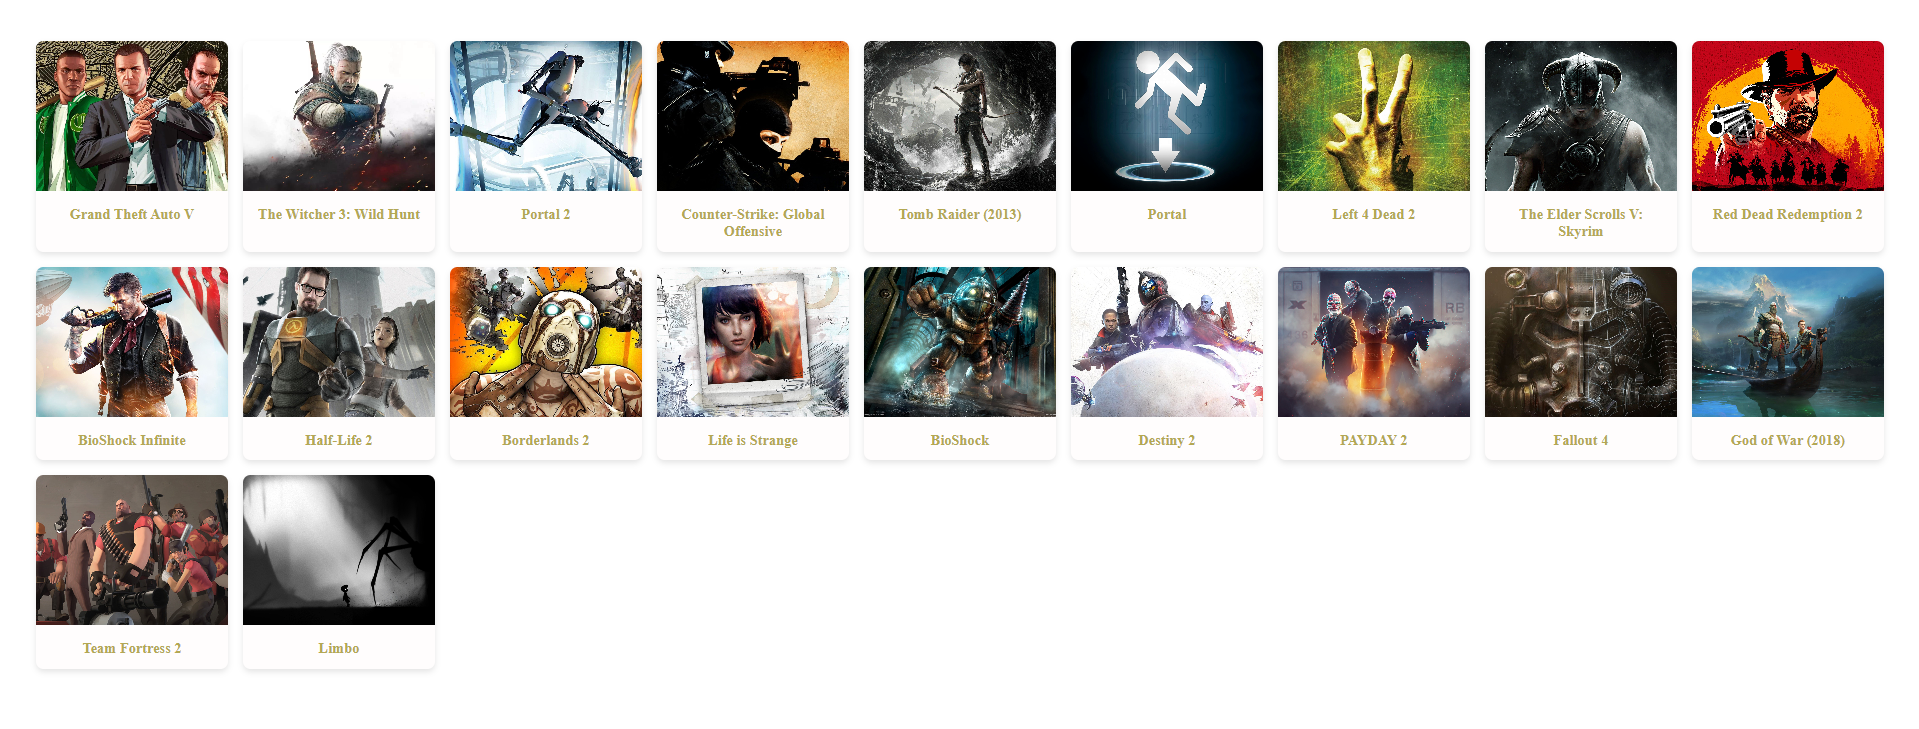 Grand Theft Auto V
The Witcher 3: Wild Hunt
Portal 2
Counter-Strike: Global
Offensive
Tomb Raider (2013)
Portal
Left 4 Dead 2
The Elder Scrolls V:
Skyrim
Red Dead Redemption 2
BioShock Infinite
Half-Life 2
Borderlands 2
Life is Strange
BioShock
Destiny 2
X
RB
PAYDAY 2
Fallout 4
God of War (2018)
Team Fortress 2
Limbo